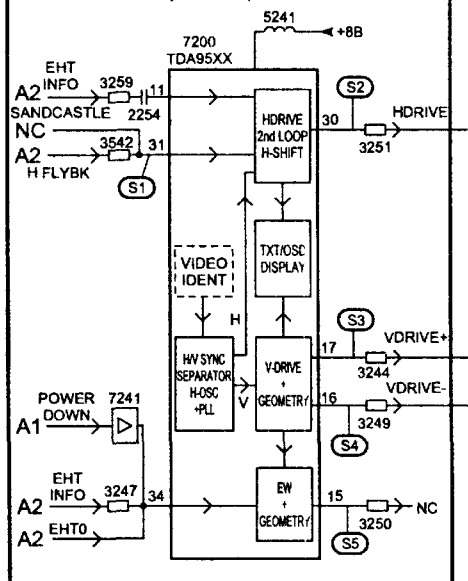 5241
+8B
7200
TDA95XX
EHT
INFO
3259
11
A2
2254
SANDCASTLE
NC
3542
31
A2
H FLYBK
S1
HDRIVE
2nd LOOP
H-SHIFT
30
S2
HDRIVE
3251
TXT/OSD
DISPLAY
VIDEO
IDENT
H
H/V SYNC
SEPARATOR
H-OSC
+PLL
V
V-DRIVE
+
GEOMETRY
17
S3
VDRIVE+
3244
VDRIVE-
16
3249
S4
POWER
DOWN
7241
A1
EHT
INFO
3247
34
A2
A2
EHT0
EW
+
GEOMETRY
15
NC
3250
S5